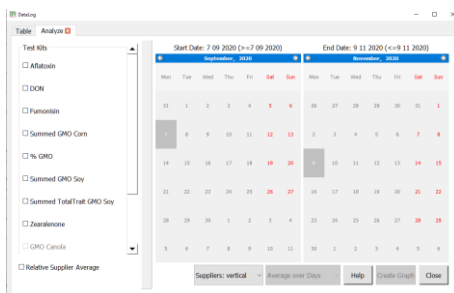 DataLog
Table Analyze
Test Kits
Aflatoxin
DON
Fumonisin
Summed GMO Corn
% GMO
Summed GMO Soy
Summed TotalTrait GMO Soy
Zearalenone
GMO Canola
Relative Supplier Average
Start Date: 7 09 2020 (>=7 09 2020)
September, 2020
Mon Tue Wed Thu Fri Sat Sun
31 1 2 3 4 5 6
7 8 9 10 11 12 13
14 15 16 17 18 19 20
21 22 23 24 25 26 27
28 29 30 1 2 3 4
5 6 7 8 9 10 11
End Date: 9 11 2020 (<=9 11 2020)
November, 2020
Mon Tue Wed Thu Fri Sat Sun
26 27 28 29 30 31 1
2 3 4 5 6 7 8
9 10 11 12 13 14 15
16 17 18 19 20 21 22
23 24 25 26 27 28 29
30 1 2 3 4 5 6
Suppliers: vertical Average over Days Help Create Graph Close